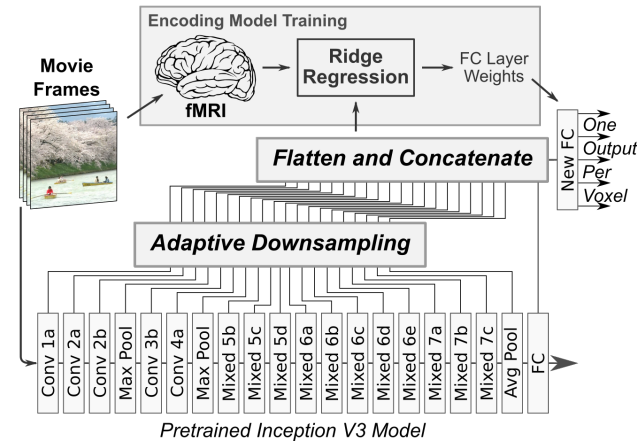 Encoding Model Training
Movie
Frames
fMRI
Ridge
Regression
FC Layer
Weights
Flatten and Concatenate
New FC
One
Output
Per
Voxel
Adaptive Downsampling
Conv 1a
Conv 2a
Conv 2b
Max Pool
Conv 3b
Conv 4a
Max Pool
Mixed 5b
Mixed 5c
Mixed 5d
Mixed 6a
Mixed 6b
Mixed 6c
Mixed 6d
Mixed 6e
Mixed 7a
Mixed 7b
Mixed 7c
Avg Pool
FC
Pretrained Inception V3 Model